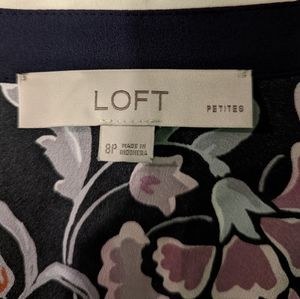 LOFT
PETITES
8P
MADE IN
INDONESIA